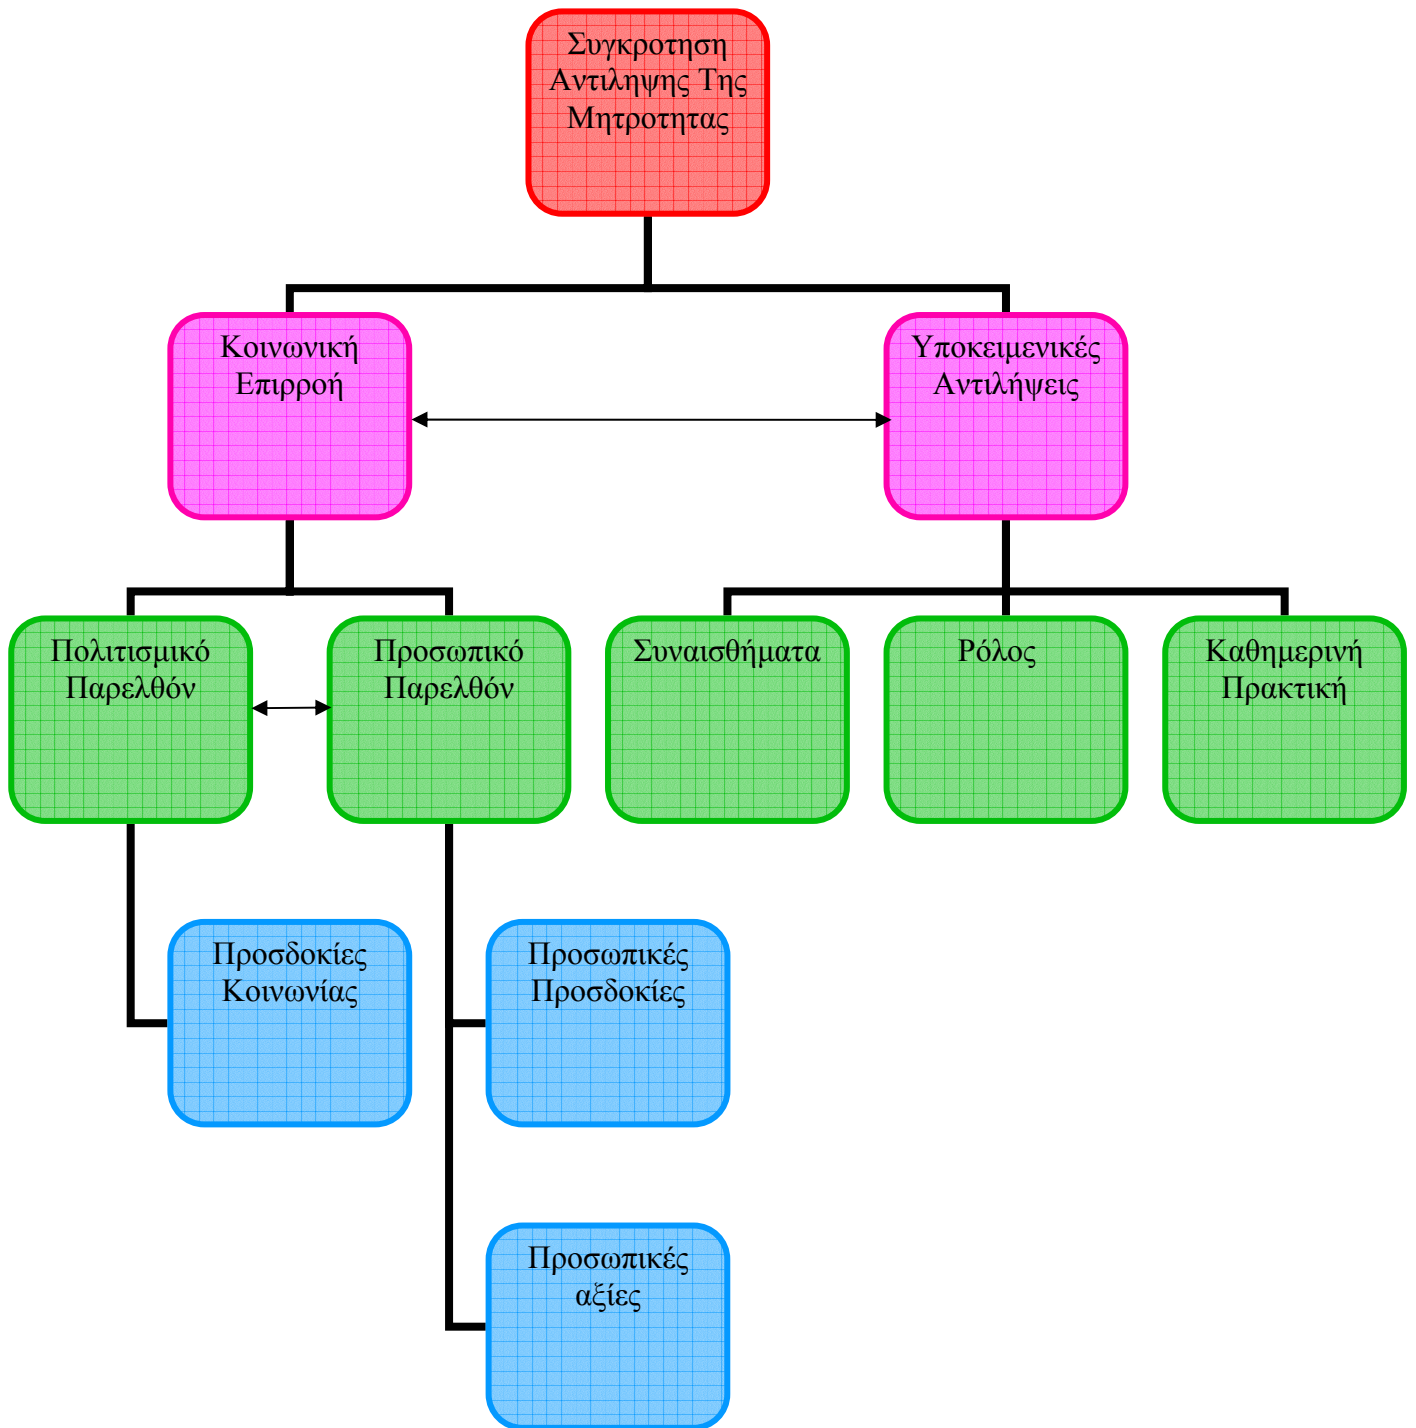 Συγκροτηση
Αντιληψης Της
Μητροτητας
Κοινωνική
Επιρροή
Υποκειμενικές
Αντιλήψεις
Πολιτισμικό
Παρελθόν
Προσωπικό
Παρελθόν
Συναισθήματα
Ρόλος
Καθημερινή
Πρακτική
Προσδοκίες
Κοινωνίας
Προσωπικές
Προσδοκίες
Προσωπικές
αξίες